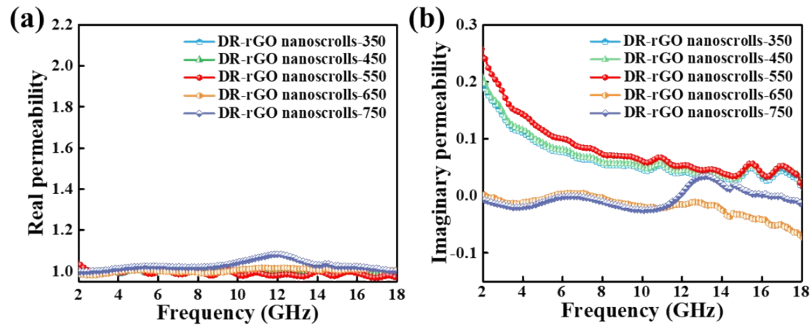 (a)
Real permeability
2.2
2.0
1.8
1.6
1.4
1.2
1.0
DR-rGO nanoscrolls-350
DR-rGO nanoscrolls-450
DR-rGO nanoscrolls-550
DR-rGO nanoscrolls-650
DR-rGO nanoscrolls-750
2 4 6 8 10 12 14 16 18
Frequency (GHz)
(b)
Imaginary permeability
0.3
0.2
0.1
0.0
-0.1
DR-rGO nanoscrolls-350
DR-rGO nanoscrolls-450
DR-rGO nanoscrolls-550
DR-rGO nanoscrolls-650
DR-rGO nanoscrolls-750
2 4 6 8 10 12 14 16 18
Frequency (GHz)